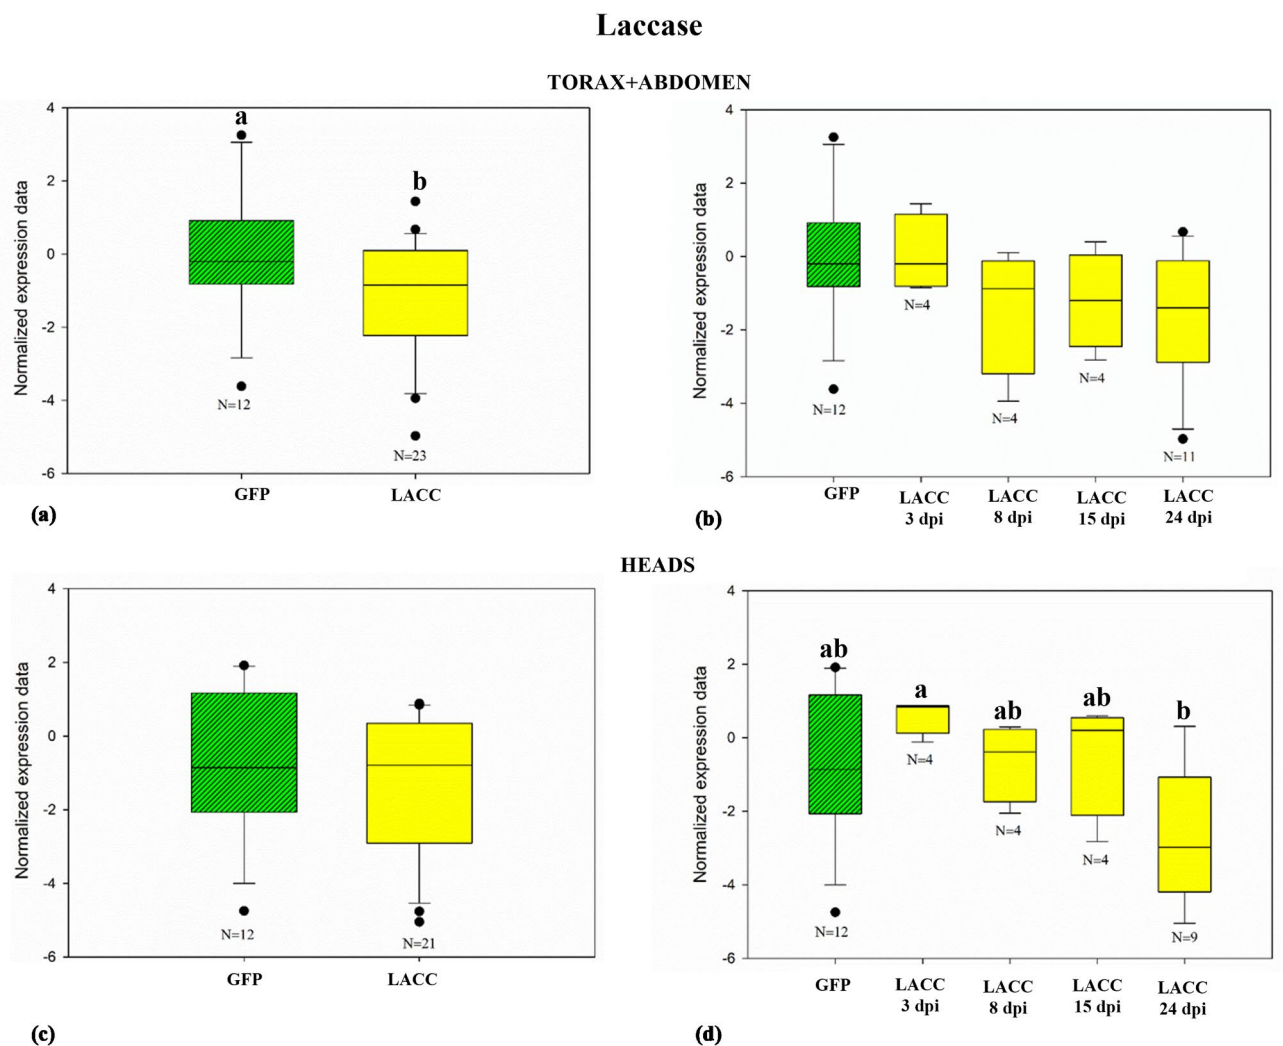 Laccase
TORAX+ABDOMEN
Normalized expression data
4
2
0
-2
-4
-6
a
b
N=12
N=23
GFP
LACC
(a)
Normalized expression data
4
2
0
-2
-4
-6
N=12
N=4
N=4
N=4
N=11
GFP
LACC
3 dpi
LACC
8 dpi
LACC
15 dpi
LACC
24 dpi
(b)
HEADS
Normalized expression data
4
2
0
-2
-4
-6
N=12
N=21
GFP
LACC
(c)
Normalized expression data
4
2
0
-2
-4
-6
ab
a
ab
ab
b
N=12
N=4
N=4
N=4
N=9
GFP
LACC
3 dpi
LACC
8 dpi
LACC
15 dpi
LACC
24 dpi
(d)